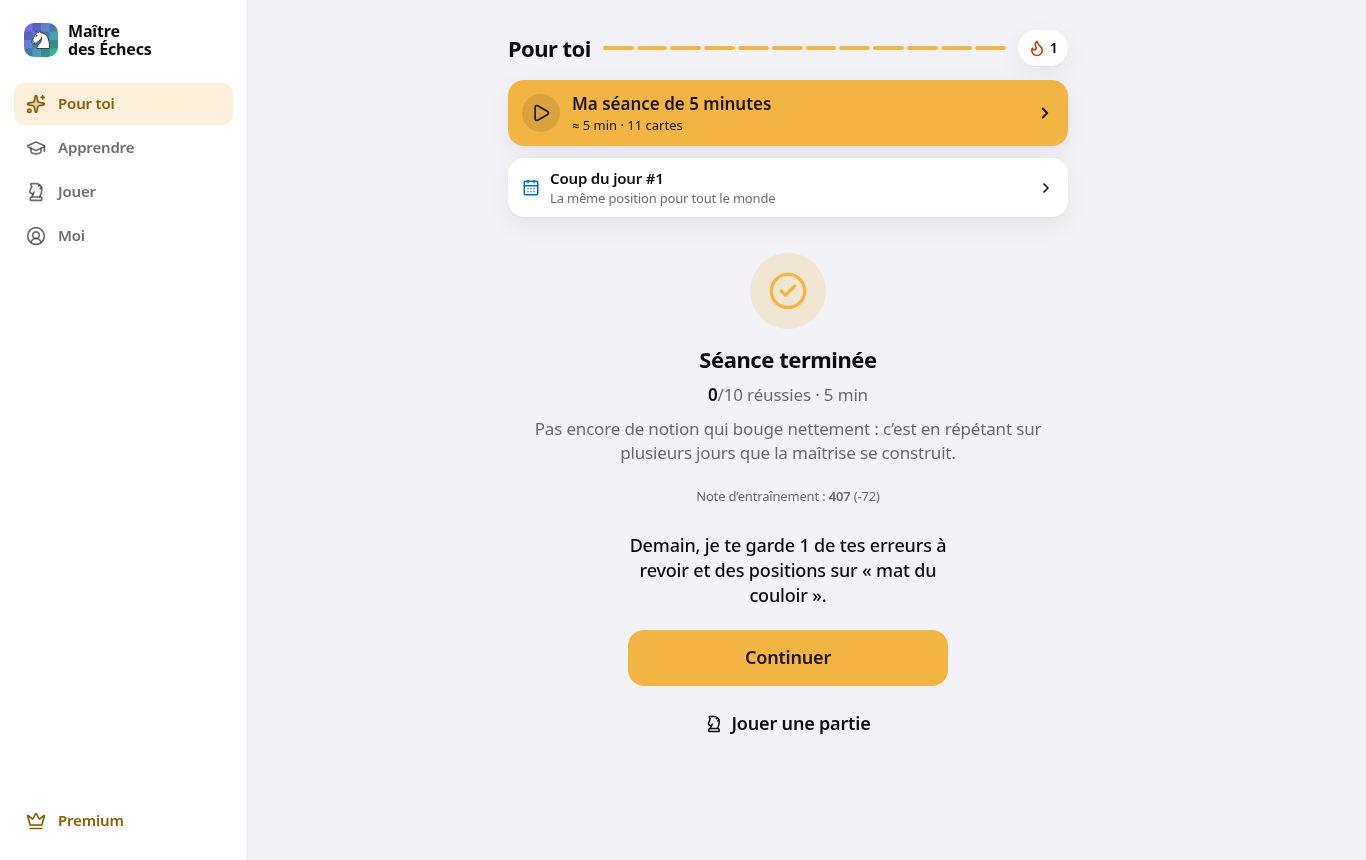 Maître
des Échecs
Pour toi
Apprendre
Jouer
Moi
Premium
Pour toi
1
Ma séance de 5 minutes
≈ 5 min · 11 cartes
Coup du jour #1
La même position pour tout le monde
Séance terminée
0/10 réussies · 5 min
Pas encore de notion qui bouge nettement : c’est en répétant sur
plusieurs jours que la maîtrise se construit.
Note d’entraînement : 407 (-72)
Demain, je te garde 1 de tes erreurs à
revoir et des positions sur « mat du
couloir ».
Continuer
Jouer une partie